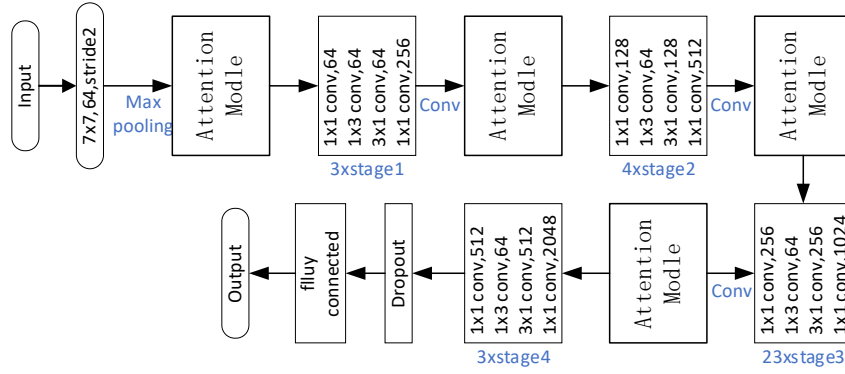 Input
7x7,64,stride2
Max
pooling
Attention
Modle
1x1 conv,64
1x3 conv,64
3x1 conv,64
1x1 conv,256
3xstage1
Conv
Attention
Modle
1x1 conv,128
1x3 conv,64
3x1 conv,128
1x1 conv,512
4xstage2
Conv
Attention
Modle
1x1 conv,256
1x3 conv,64
3x1 conv,256
1x1 conv,1024
23xstage3
Conv
Attention
Modle
1x1 conv,512
1x3 conv,64
3x1 conv,512
1x1 conv,2048
3xstage4
Dropout
flluy
connected
Output